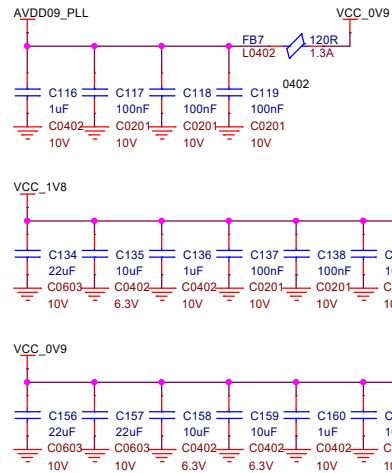 AVDD09_PLL VCC_0V9
FB7 120R
L0402 1.3A
0402
C116 C117 C118 C119
1uF 100nF 100nF 100nF
C0402 C0201 C0201 C0201
10V 10V 10V 10V
VCC_1V8
C134 C135 C136 C137 C138
22uF 10uF 1uF 100nF 100nF
C0603 C0402 C0402 C0201 C0201
10V 6.3V 10V 10V 10V
VCC_0V9
C156 C157 C158 C159 C160
22uF 22uF 10uF 10uF 1uF
C0603 C0603 C0402 C0402 C0402
10V 10V 6.3V 6.3V 10V